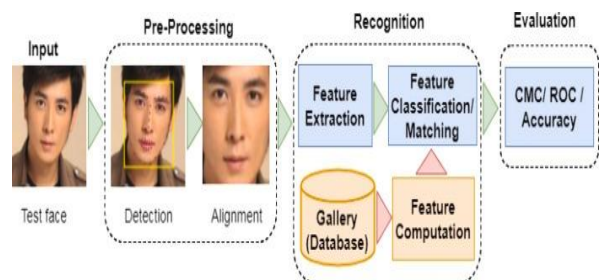 Input
Pre-Processing
Recognition
Evaluation
Feature
Extraction
Feature
Classification/
Matching
CMC/ ROC /
Accuracy
Test face
Detection
Alignment
Gallery
(Database)
Feature
Computation